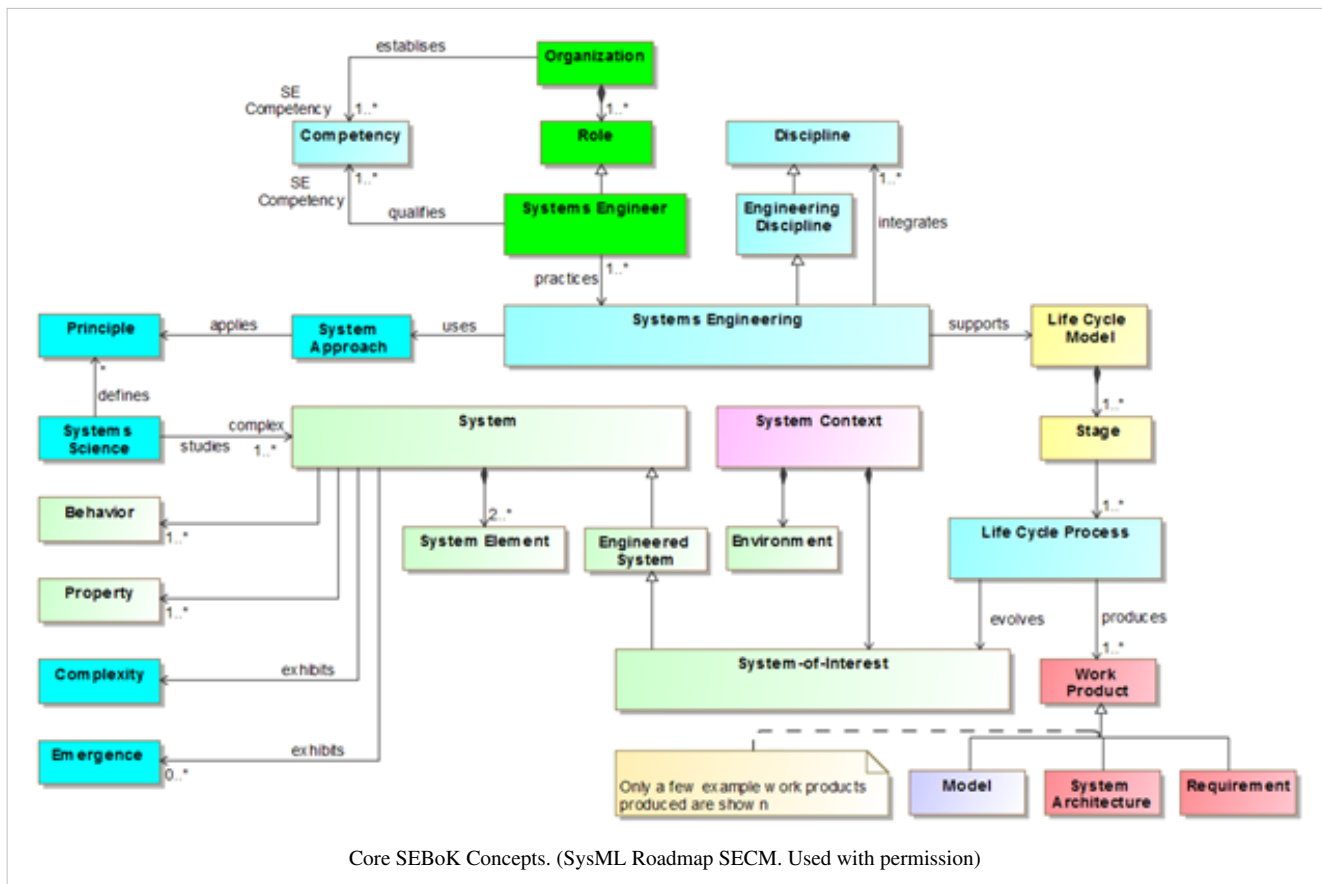 establises
Organization
SE
Competency
1..*
1..*
Competency
Role
Discipline
1..*
SE
Competency
1..*
qualifies
Systems Engineer
Engineering
Discipline
integrates
practices
1..*
Principle
applies
System
Approach
uses
Systems Engineering
supports
Life Cycle
Model
*
defines
1..*
Systems
Science
studies
complex
1..*
System
System Context
Stage
Behavior
1..*
2..*
System Element
Engineered
System
Environment
1..*
Life Cycle Process
Property
1..*
evolves
produces
1..*
Complexity
exhibits
System-of-Interest
Work
Product
Emergence
0..*
exhibits
Only a few example work products
produced are shown
Model
System
Architecture
Requirement
Core SEBoK Concepts. (SysML Roadmap SECM. Used with permission)